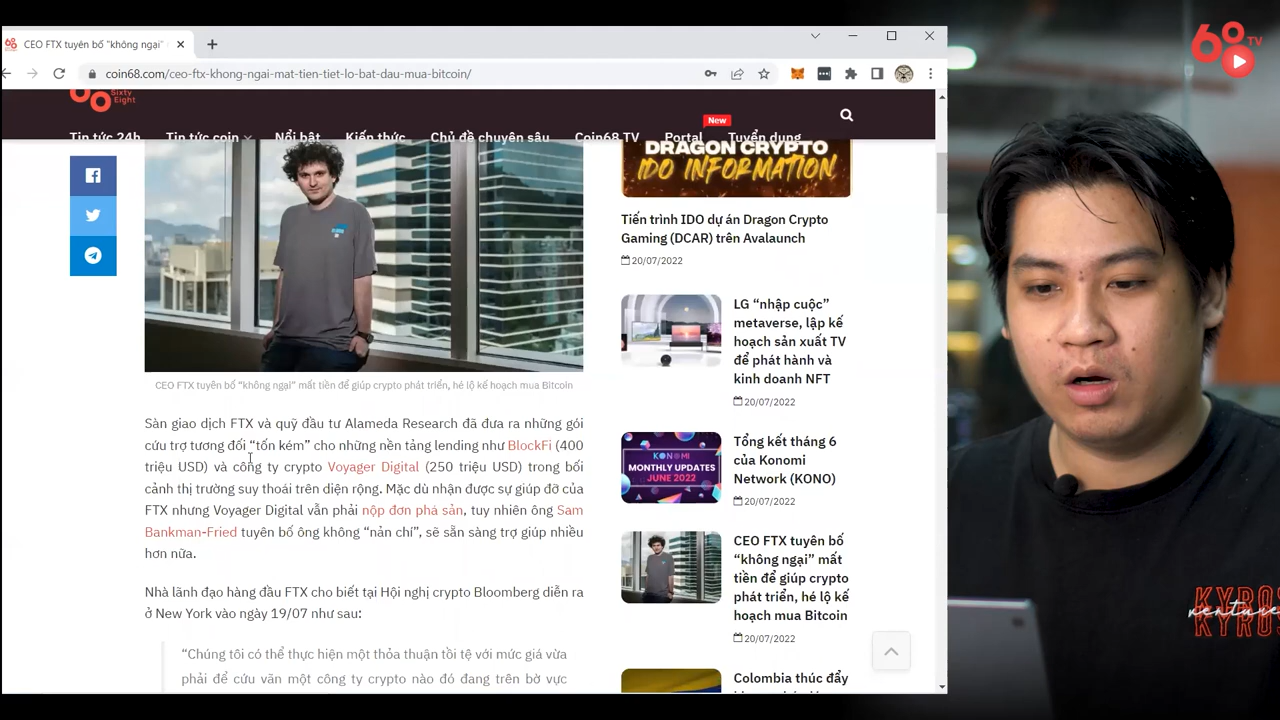 CEO FTX tuyên bố "không ngại"
coin68.com/ceo-ftx-khong-ngai-mat-tien-tiet-lo-bat-dau-mua-bitcoin/
68
TV
Sixty
Eight
Tin tức 24h
Tin tức coin
Nổi bật
Kiến thức
Chủ đề chuyên sâu
Coin68 TV
Portal
New
Tuyển dụng
CEO FTX tuyên bố “không ngại” mất tiền để giúp crypto phát triển, hé lộ kế hoạch mua Bitcoin
Sàn giao dịch FTX và quỹ đầu tư Alameda Research đã đưa ra những gói
cứu trợ tương đối “tốn kém” cho những nền tảng lending như BlockFi (400
triệu USD) và công ty crypto Voyager Digital (250 triệu USD) trong bối
cảnh thị trường suy thoái trên diện rộng. Mặc dù nhận được sự giúp đỡ của
FTX nhưng Voyager Digital vẫn phải nộp đơn phá sản, tuy nhiên ông Sam
Bankman-Fried tuyên bố ông không “nản chí”, sẽ sẵn sàng trợ giúp nhiều
hơn nữa.
Nhà lãnh đạo hàng đầu FTX cho biết tại Hội nghị crypto Bloomberg diễn ra
ở New York vào ngày 19/07 như sau:
“Chúng tôi có thể thực hiện một thỏa thuận tồi tệ với mức giá vừa
phải để cứu vãn một công ty crypto nào đó đang trên bờ vực
DRAGON CRYPTO
IDO INFORMATION
Tiến trình IDO dự án Dragon Crypto
Gaming (DCAR) trên Avalaunch
20/07/2022
LG “nhập cuộc”
metaverse, lập kế
hoạch sản xuất TV
để phát hành và
kinh doanh NFT
20/07/2022
KONOMI
MONTHLY UPDATES
JUNE 2022
Tổng kết tháng 6
của Konomi
Network (KONO)
20/07/2022
CEO FTX tuyên bố
“không ngại” mất
tiền để giúp crypto
phát triển, hé lộ kế
hoạch mua Bitcoin
20/07/2022
Colombia thúc đẩy
KYROS
venture
KYROS